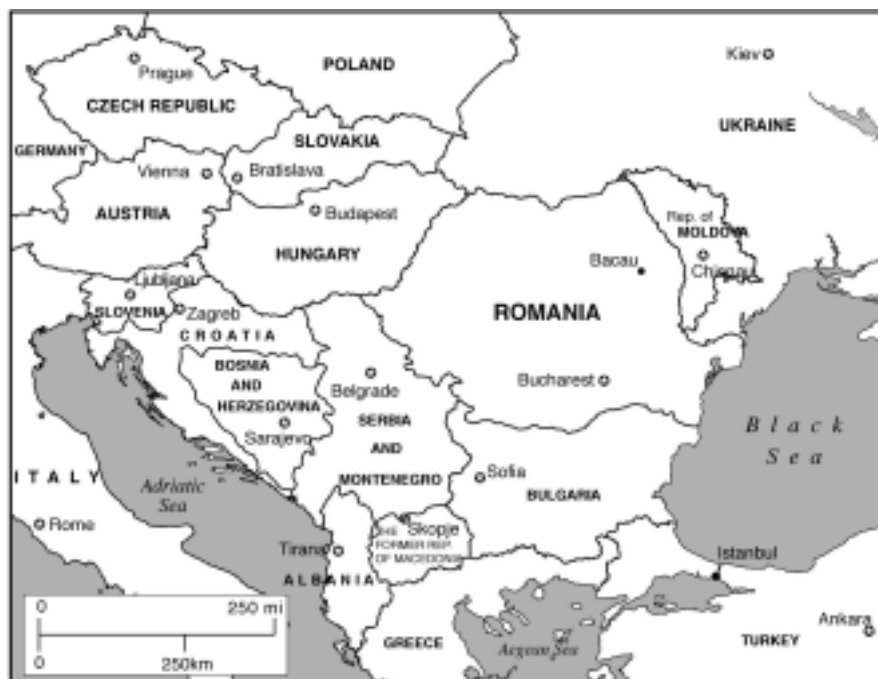 Kiev
Prague
POLAND
CZECH REPUBLIC
UKRAINE
SLOVAKIA
GERMANY
Vienna
Bratislava
AUSTRIA
Budapest
Rep. of
MOLDOVA
HUNGARY
Bacau
Chisnau
Ljubljana
SLOVENIA
Zagreb
ROMANIA
CROATIA
BOSNIA
AND
HERZEGOVINA
Belgrade
Bucharest
SERBIA
AND
MONTENEGRO
Sarajevo
Black
Sea
ITALY
Adriatic
Sea
Sofia
BULGARIA
Rome
Skopje
THE
FORMER REP.
OF MACEDONIA
Tirana
ALBANIA
Istanbul
0 250 mi
0 250km
GREECE
Aegean Sea
TURKEY
Ankara